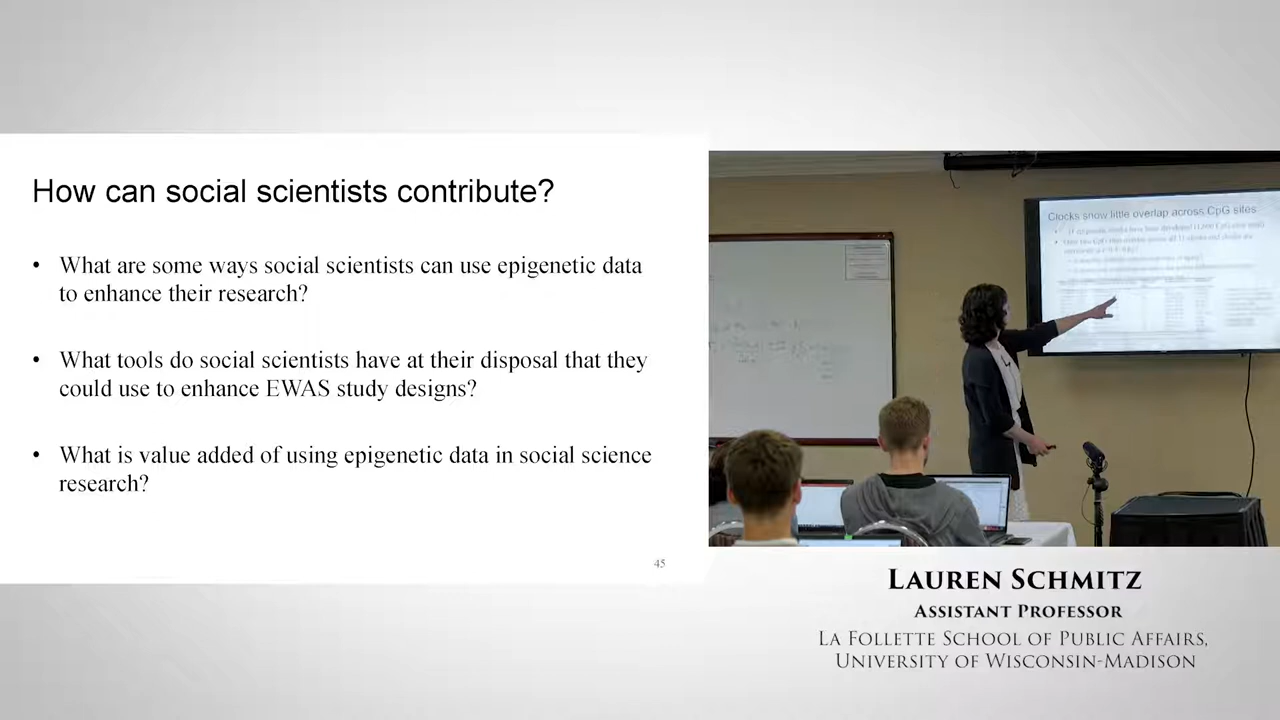 How can social scientists contribute?
• What are some ways social scientists can use epigenetic data
to enhance their research?
• What tools do social scientists have at their disposal that they
could use to enhance EWAS study designs?
• What is value added of using epigenetic data in social science
research?
45
Clocks show little overlap across CpG sites
LAUREN SCHMITZ
ASSISTANT PROFESSOR
LA FOLLETTE SCHOOL OF PUBLIC AFFAIRS,
UNIVERSITY OF WISCONSIN-MADISON